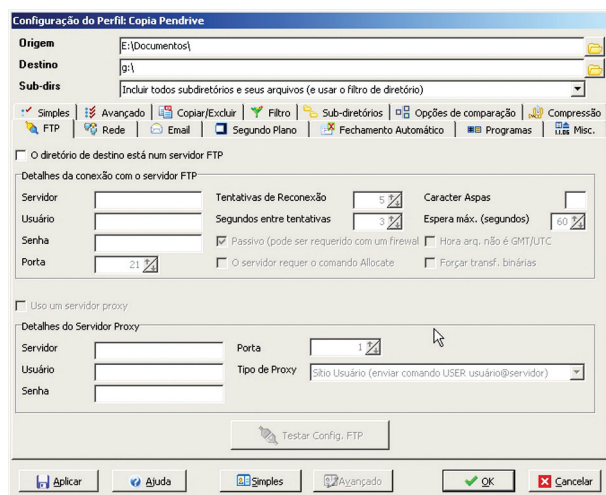 Configuração do Perfil: Copia Pendrive
Origem E:\Documentos\
Destino g:\
Sub-dirs Incluir todos subdiretórios e seus arquivos (e usar o filtro de diretório)
Simples Avançado Copiar/Excluir Filtro Sub-diretórios Opções de comparação Compressão
FTP Rede Email Segundo Plano Fechamento Automático Programas Misc.
O diretório de destino está num servidor FTP
Detalhes da conexão com o servidor FTP
Servidor Tentativas de Reconexão 5 Caracter Aspas
Usuário Segundos entre tentativas 3 Espera máx. (segundos) 60
Senha Passivo (pode ser requerido com um firewal Hora arq. não é GMT/UTC
Porta 21 O servidor requer o comando Allocate Forçar transf. binárias
Uso um servidor proxy
Detalhes do Servidor Proxy
Servidor Porta 1
Usuário Tipo de Proxy Sítio Usuário (enviar comando USER usuário@servidor)
Senha
Testar Config. FTP
Aplicar Ajuda Simples Avançado OK Cancelar